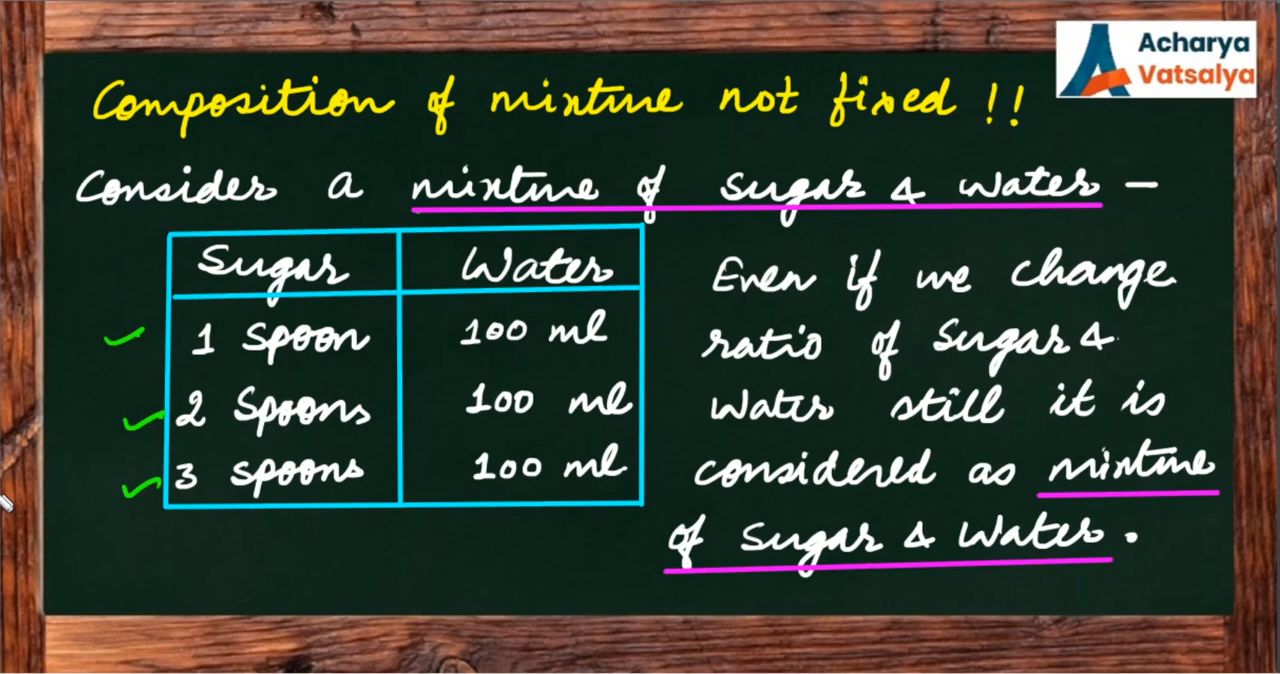 Acharya
Vatsalya
Composition of mixture not fixed !!
Consider a mixture of sugar & water –
Sugar Water
1 Spoon 100 ml
2 Spoons 100 ml
3 spoons 100 ml
Even if we change
ratio of Sugar &
water still it is
considered as mixture
of Sugar & Water.